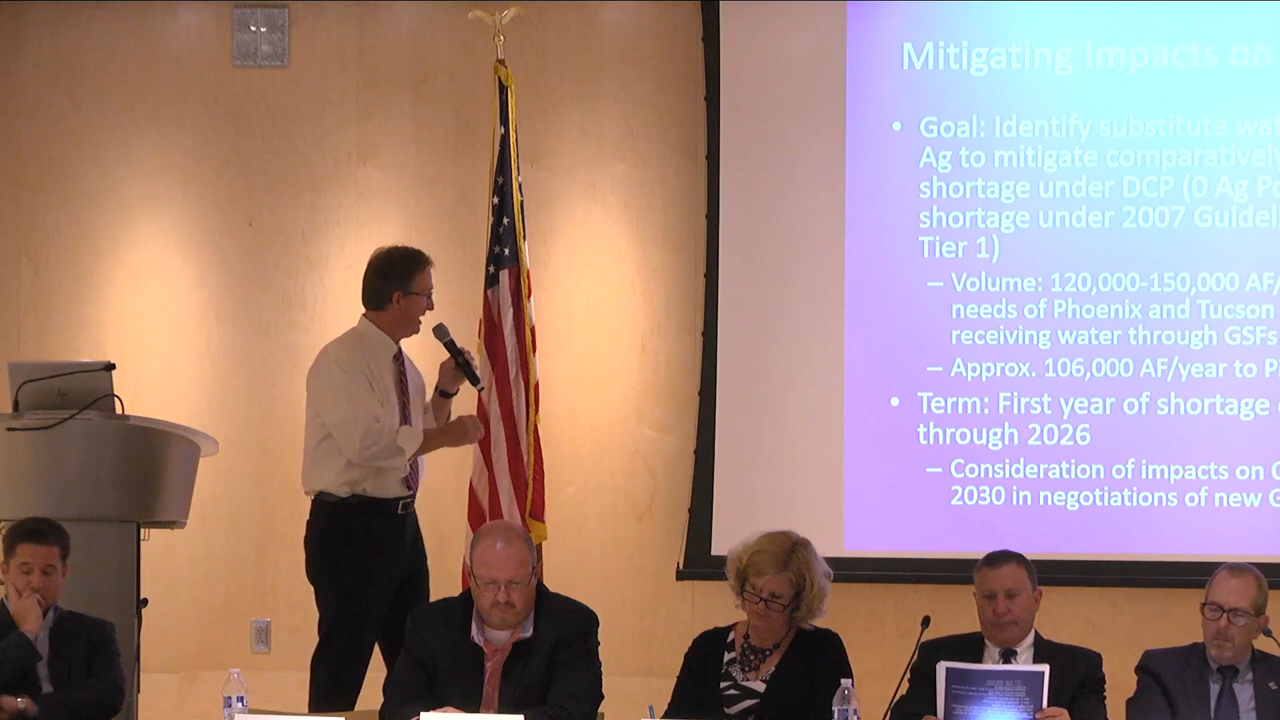 Mitigating Impacts on
• Goal: Identify substitute wat
Ag to mitigate comparatively
shortage under DCP (0 Ag Po
shortage under 2007 Guidel
Tier 1)
– Volume: 120,000-150,000 AF/
needs of Phoenix and Tucson
receiving water through GSFs
– Approx. 106,000 AF/year to P
• Term: First year of shortage
through 2026
– Consideration of impacts on
2030 in negotiations of new G